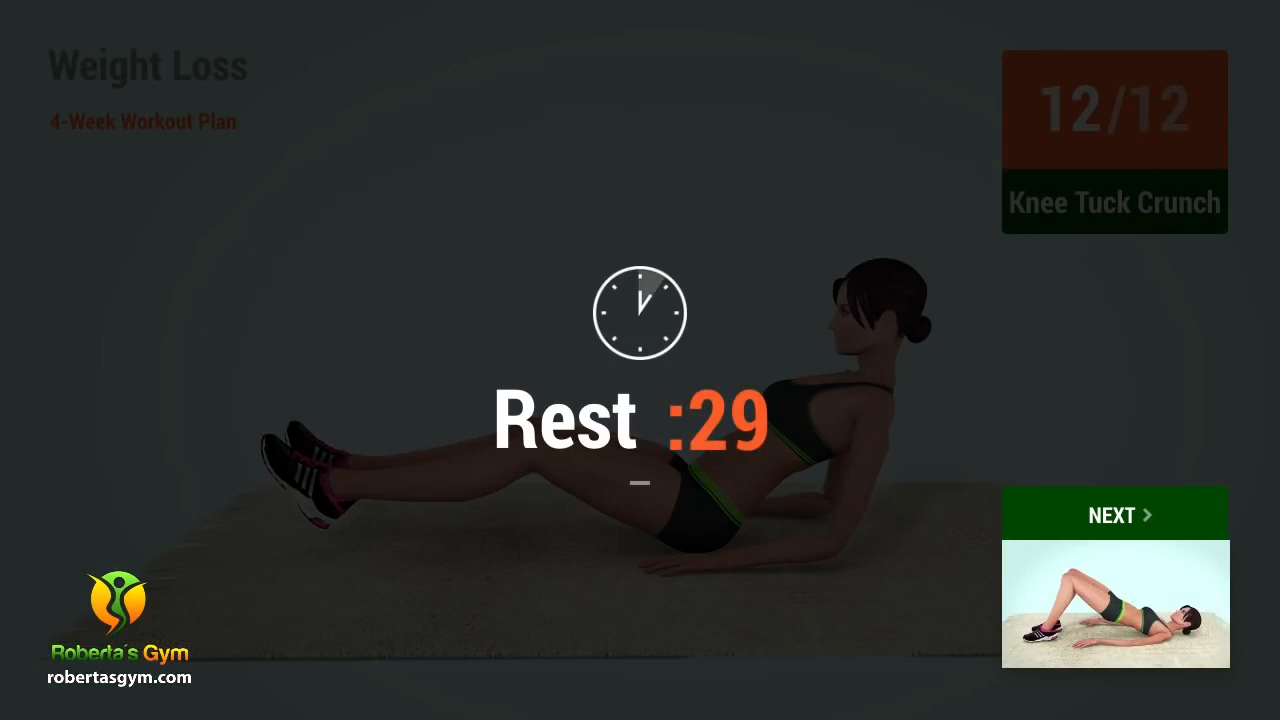 Weight Loss
4-Week Workout Plan
12/12
Knee Tuck Crunch
Rest :29
NEXT >
Roberta's Gym
robertasgym.com